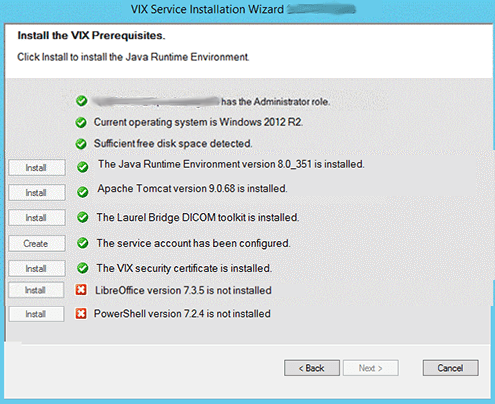 VIX Service Installation Wizard
Install the VIX Prerequisites.
Click Install to install the Java Runtime Environment.
has the Administrator role.
Current operating system is Windows 2012 R2.
Sufficient free disk space detected.
Install The Java Runtime Environment version 8.0_351 is installed.
Install Apache Tomcat version 9.0.68 is installed.
Install The Laurel Bridge DICOM toolkit is installed.
Create The service account has been configured.
Install The VIX security certificate is installed.
Install LibreOffice version 7.3.5 is not installed
Install PowerShell version 7.2.4 is not installed
< Back Next > Cancel